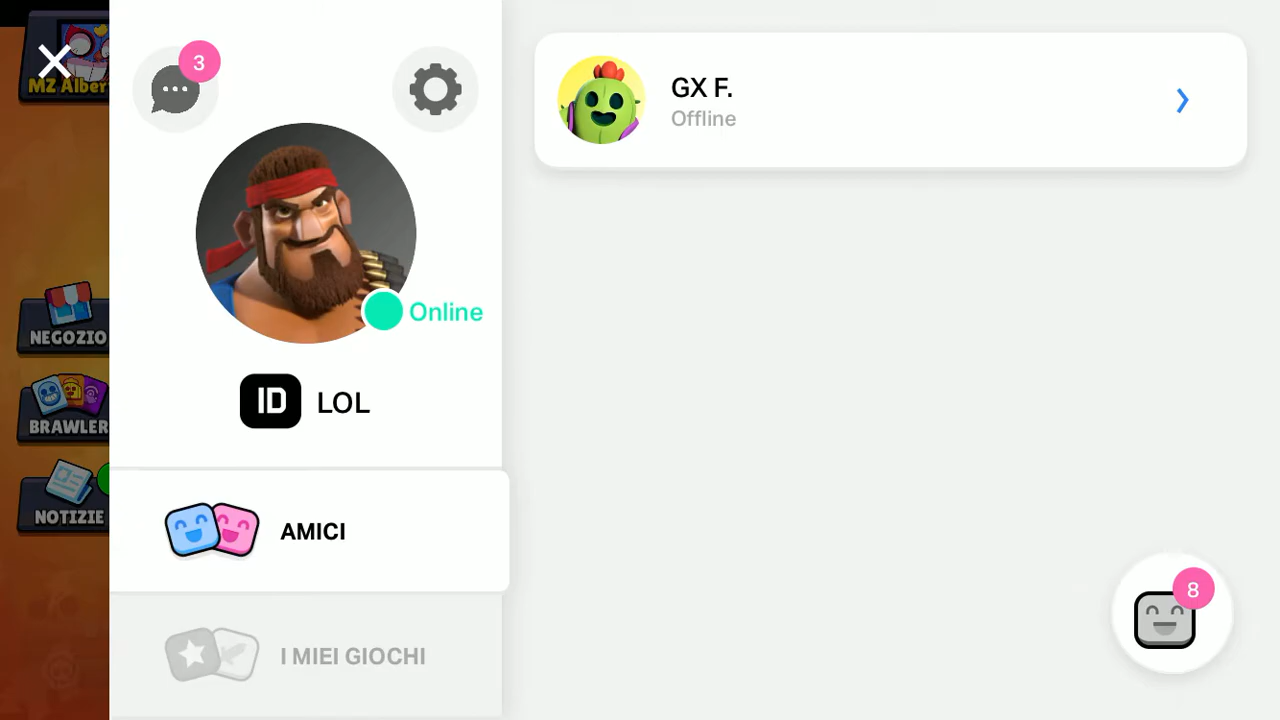 MZ Alber
3
Online
ID LOL
AMICI
I MIEI GIOCHI
NEGOZIO
BRAWLER
NOTIZIE
GX F.
Offline
8